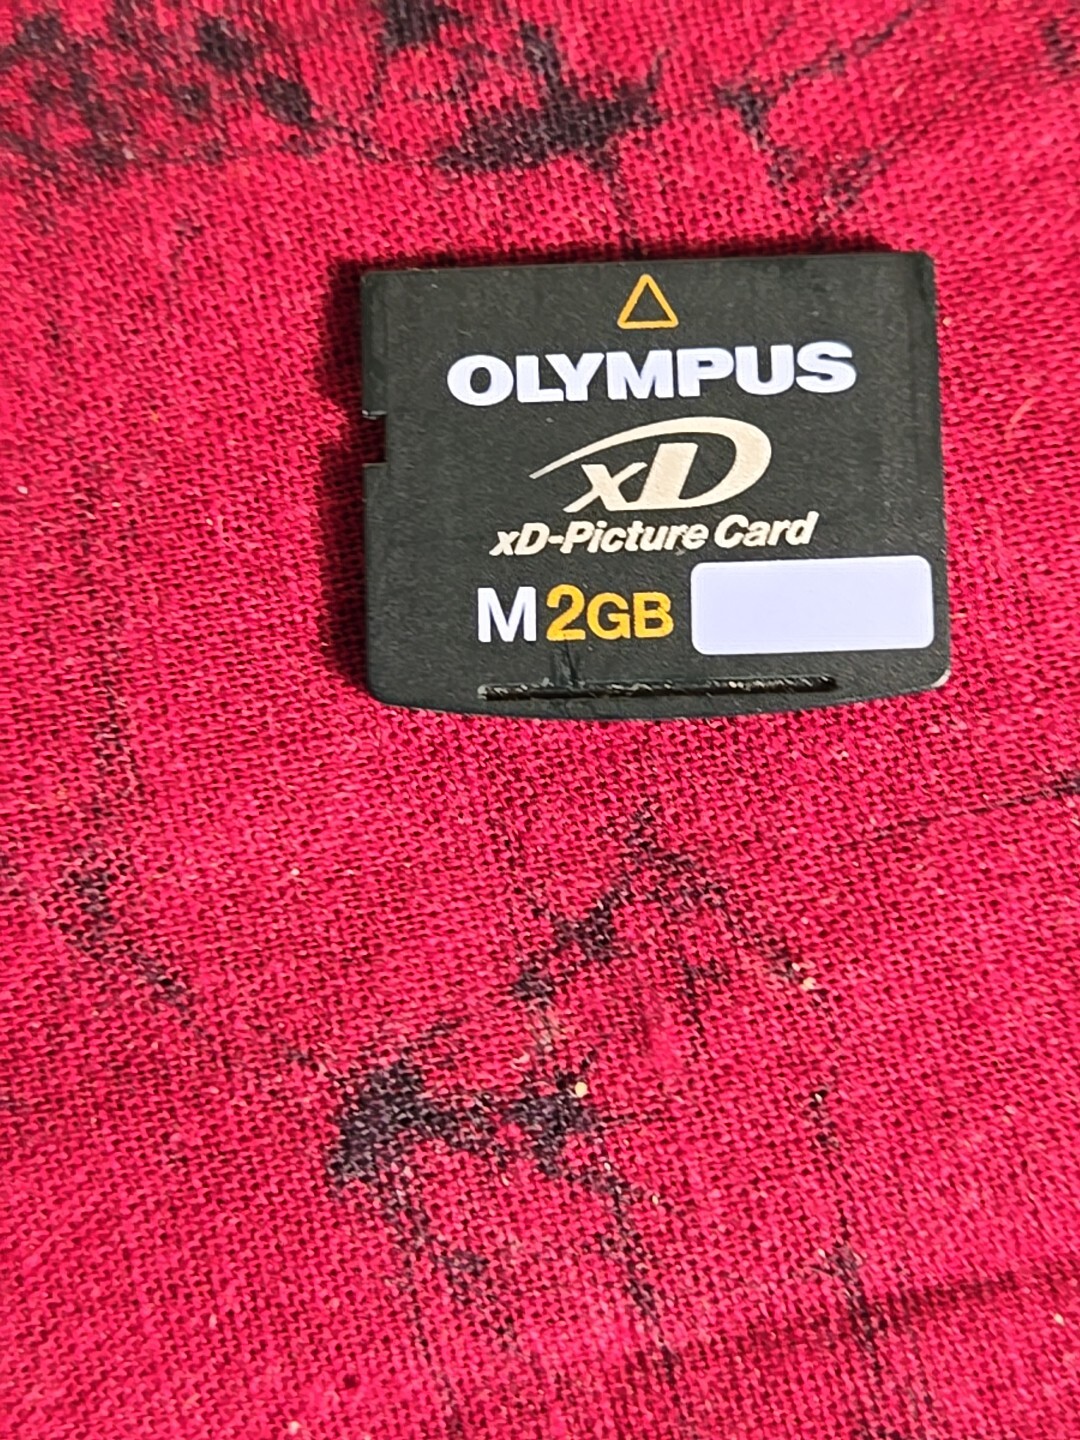 OLYMPUS
xD
xD-Picture Card
M 2GB